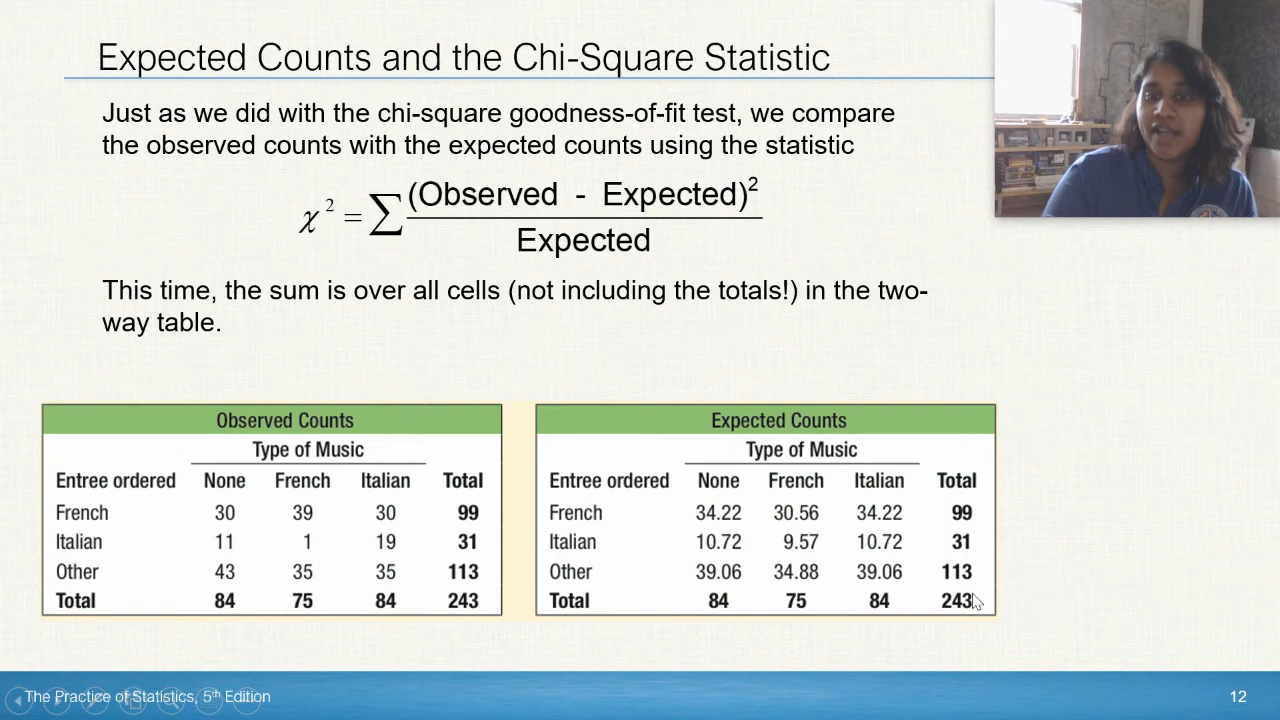 Expected Counts and the Chi-Square Statistic
Just as we did with the chi-square goodness-of-fit test, we compare
the observed counts with the expected counts using the statistic
χ² = ∑ (Observed - Expected)² / Expected
This time, the sum is over all cells (not including the totals!) in the two-
way table.
Observed Counts
Type of Music
Entree ordered None French Italian Total
French 30 39 30 99
Italian 11 1 19 31
Other 43 35 35 113
Total 84 75 84 243
Expected Counts
Type of Music
Entree ordered None French Italian Total
French 34.22 30.56 34.22 99
Italian 10.72 9.57 10.72 31
Other 39.06 34.88 39.06 113
Total 84 75 84 243
The Practice of Statistics, 5th Edition
12